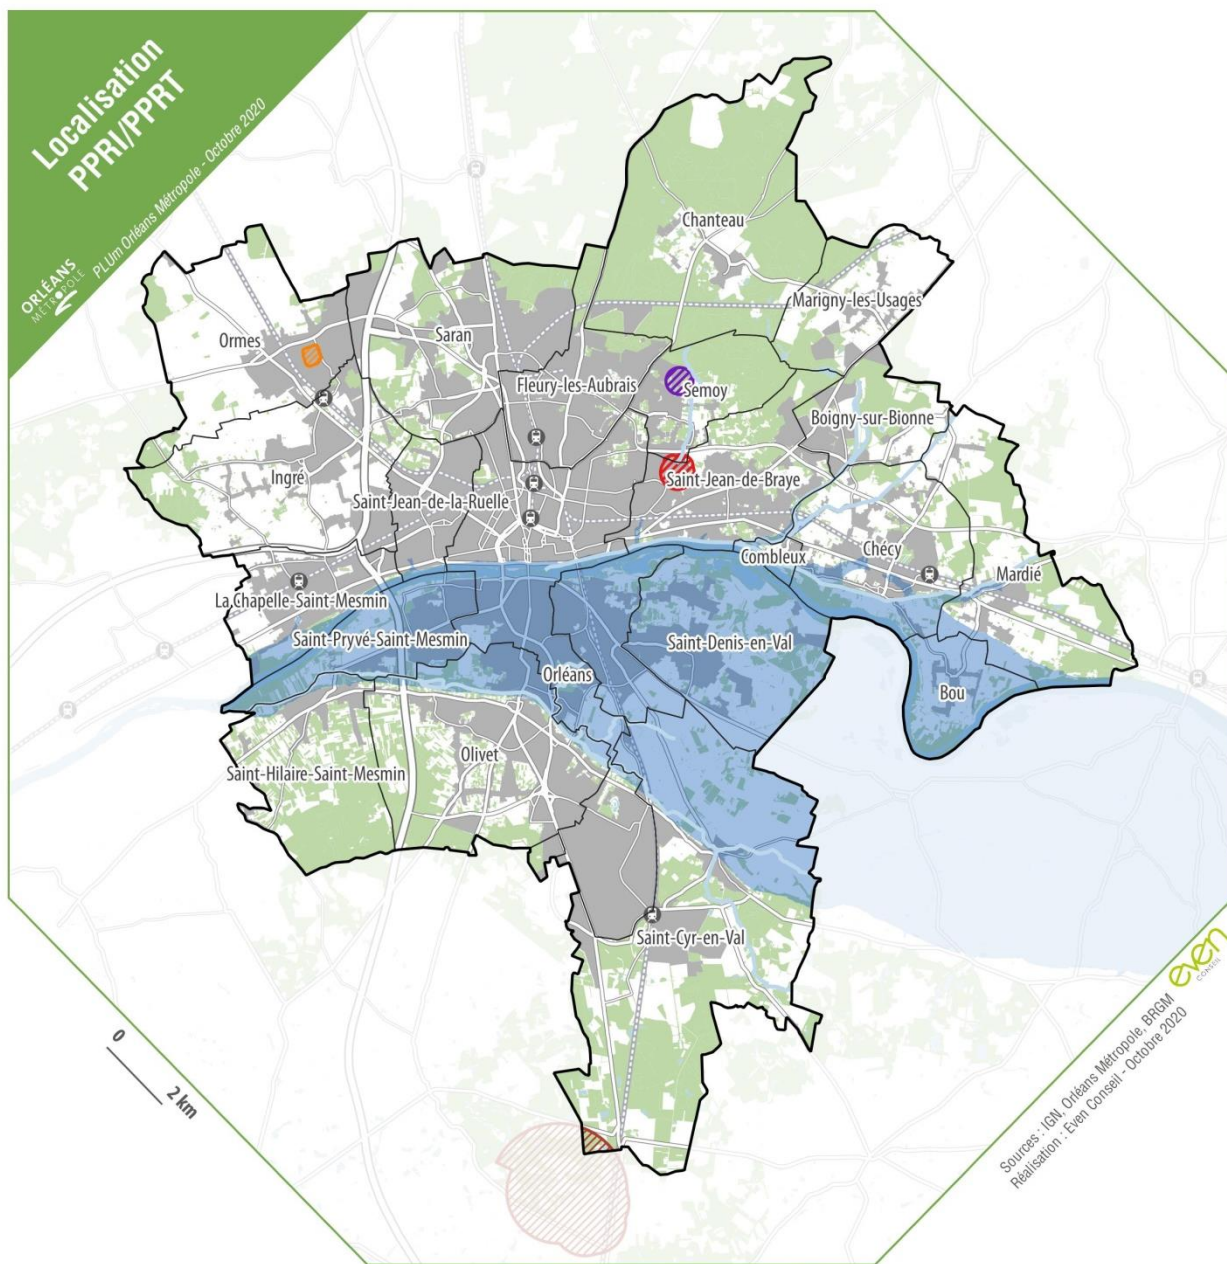 Localisation
PPRI/PPRT
PLUm Orléans Métropole - Octobre 2020
ORLÉANS
MÉTROPOLE
Chanteau
Marigny-les-Usages
Ormes
Saran
Fleury-les-Aubrais
Semoy
Boigny-sur-Bionne
Ingré
Saint-Jean-de-la-Ruelle
Saint-Jean-de-Braye
Combleux
Chécy
Mardié
La Chapelle-Saint-Mesmin
Saint-Pryvé-Saint-Mesmin
Saint-Denis-en-Val
Orléans
Bou
Saint-Hilaire-Saint-Mesmin
Olivet
Saint-Cyr-en-Val
0
2 km
even
CONSEIL
Sources : IGN, Orléans Métropole, BRGM
Réalisation : Even Conseil - Octobre 2020